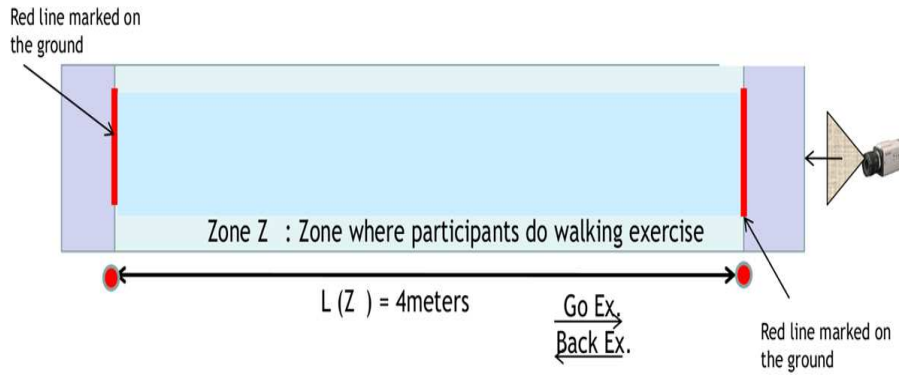 Red line marked on
the ground
Zone Z : Zone where participants do walking exercise
L (Z ) = 4meters
Go Ex.
Back Ex.
Red line marked on
the ground